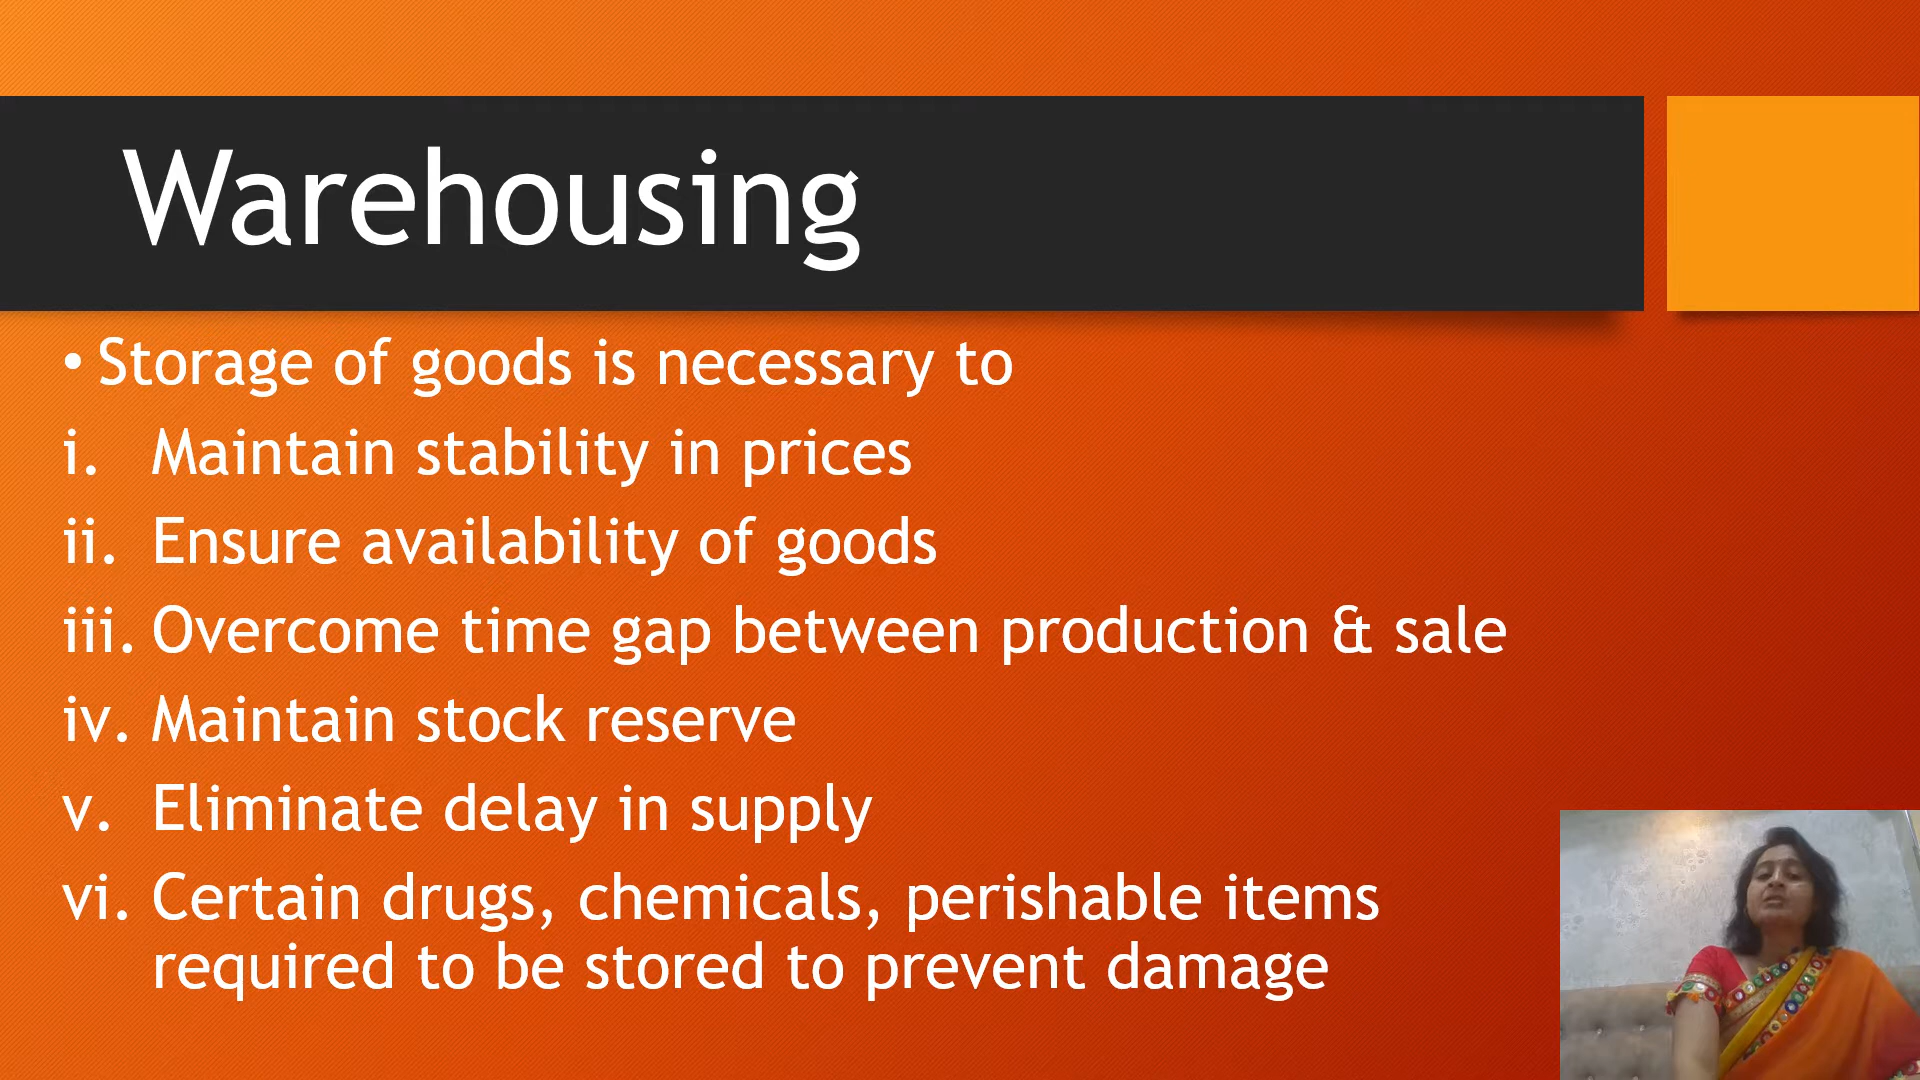 Warehousing
• Storage of goods is necessary to
i. Maintain stability in prices
ii. Ensure availability of goods
iii. Overcome time gap between production & sale
iv. Maintain stock reserve
v. Eliminate delay in supply
vi. Certain drugs, chemicals, perishable items
required to be stored to prevent damage